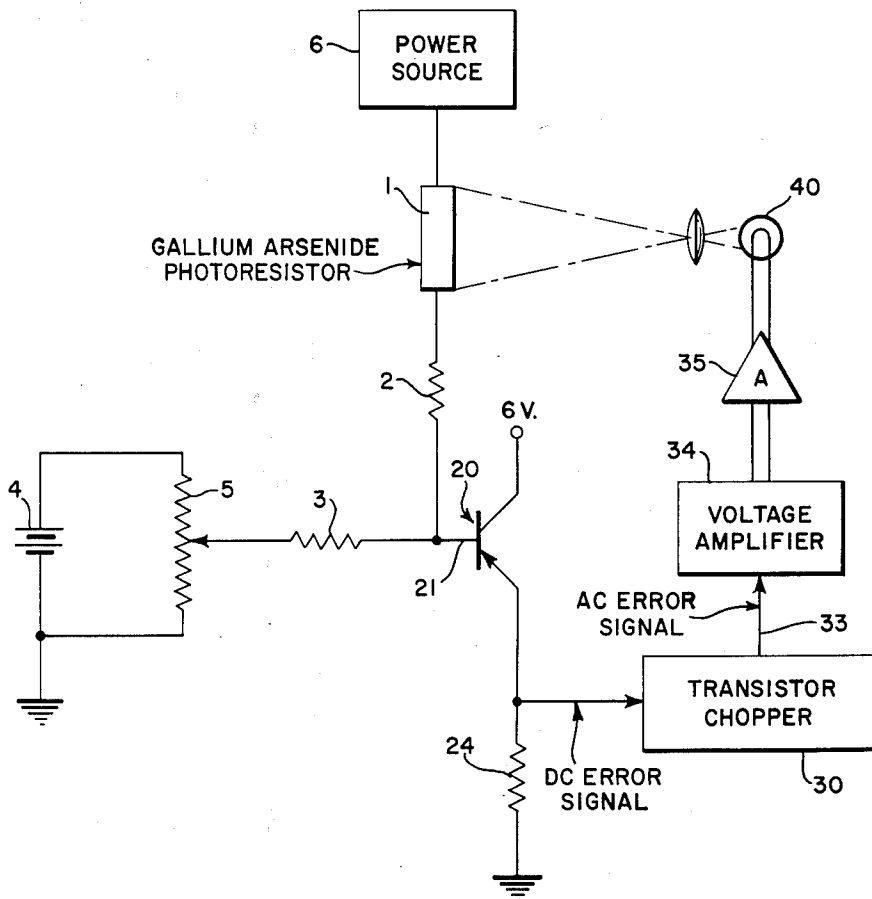 6
POWER
SOURCE
1
40
GALLIUM ARSENIDE
PHOTORESISTOR
35
A
2
6 V.
34
4
5
3
20
VOLTAGE
AMPLIFIER
21
AC ERROR
SIGNAL
33
TRANSISTOR
CHOPPER
24
DC ERROR
SIGNAL
30